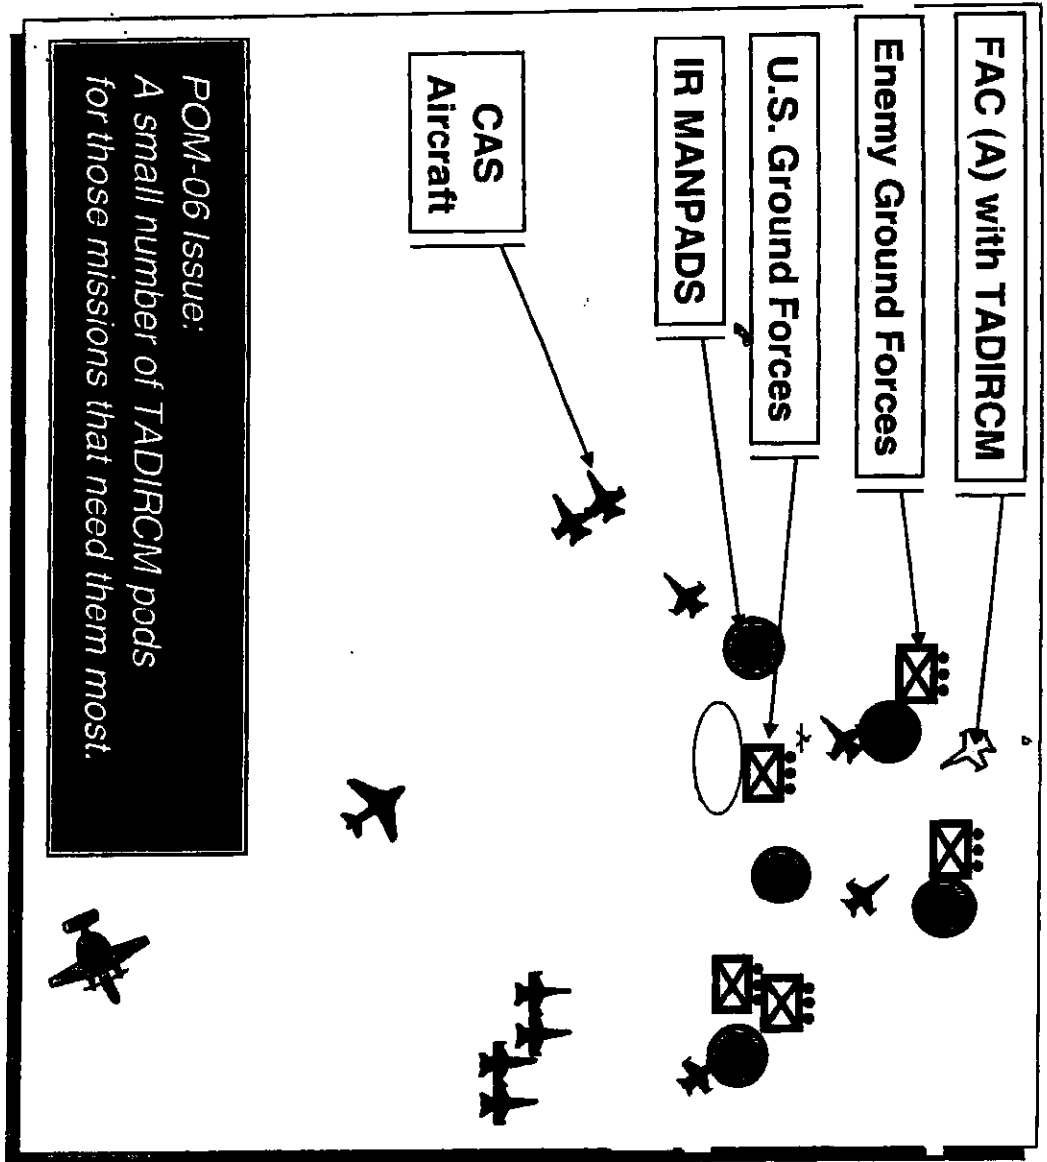 FAC (A) with TADIRCM
Enemy Ground Forces
U.S. Ground Forces
IR MANPADS
CAS
Aircraft
POM-06 Issue:
A small number of TADIRCM pods
for those missions that need them most.